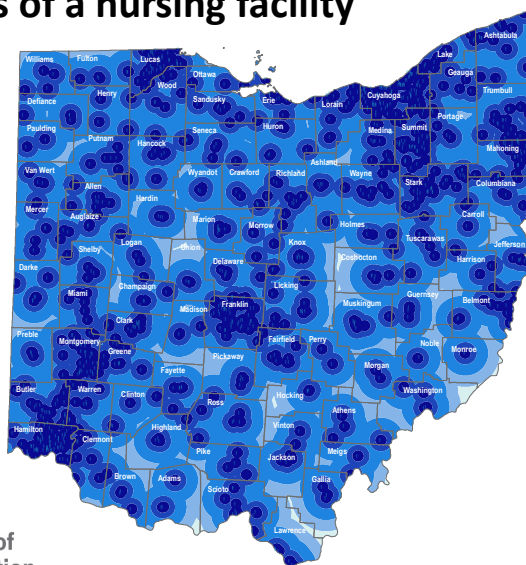 s of a nursing facility
Ashtabula
Williams
Fulton
Lucas
Lake
Ottawa
Geauga
Wood
Cuyahoga
Trumbull
Henry
Defiance
Sandusky
Erie
Lorain
Portage
Paulding
Seneca
Huron
Medina
Summit
Putnam
Hancock
Mahoning
Ashland
Van Wert
Wyandot
Crawford
Richland
Wayne
Stark
Columbiana
Allen
Hardin
Mercer
Auglaize
Marion
Morrow
Holmes
Carroll
Logan
Union
Knox
Tuscarawas
Jefferson
Shelby
Coshocton
Harrison
Darke
Delaware
Champaign
Licking
Miami
Franklin
Muskingum
Guernsey
Belmont
Madison
Clark
Preble
Montgomery
Fairfield
Perry
Noble
Greene
Pickaway
Monroe
Fayette
Morgan
Butler
Warren
Clinton
Hocking
Washington
Ross
Athens
Hamilton
Highland
Vinton
Clermont
Pike
Meigs
Jackson
Brown
Adams
Scioto
Gallia
Lawrence
of